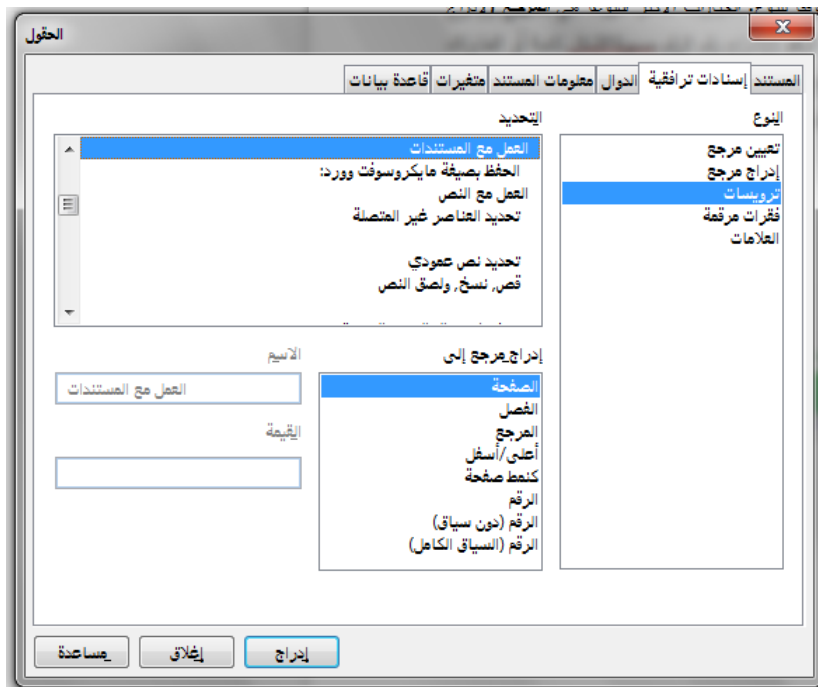 الحقول
المستند إسنادات ترافقية الدوال معلومات المستند متغيرات قاعدة بيانات
النوع
تعيين مرجع
إدراج مرجع
ترويسات
فقرات مرقمة
العلامات
التحديد
العمل مع المستندات
الحفظ بصيغة مايكروسوفت وورد:
العمل مع النص
تحديد العناصر غير المتصلة
تحديد نص عمودي
قص, نسخ, ولصق النص
إدراج مرجع إلى
الصفحة
الفصل
المرجع
أعلى/أسفل
كنمط صفحة
الرقم
الرقم (دون سياق)
الرقم (السياق الكامل)
الاسم
العمل مع المستندات
القيمة
إدراج
إغلاق
مساعدة